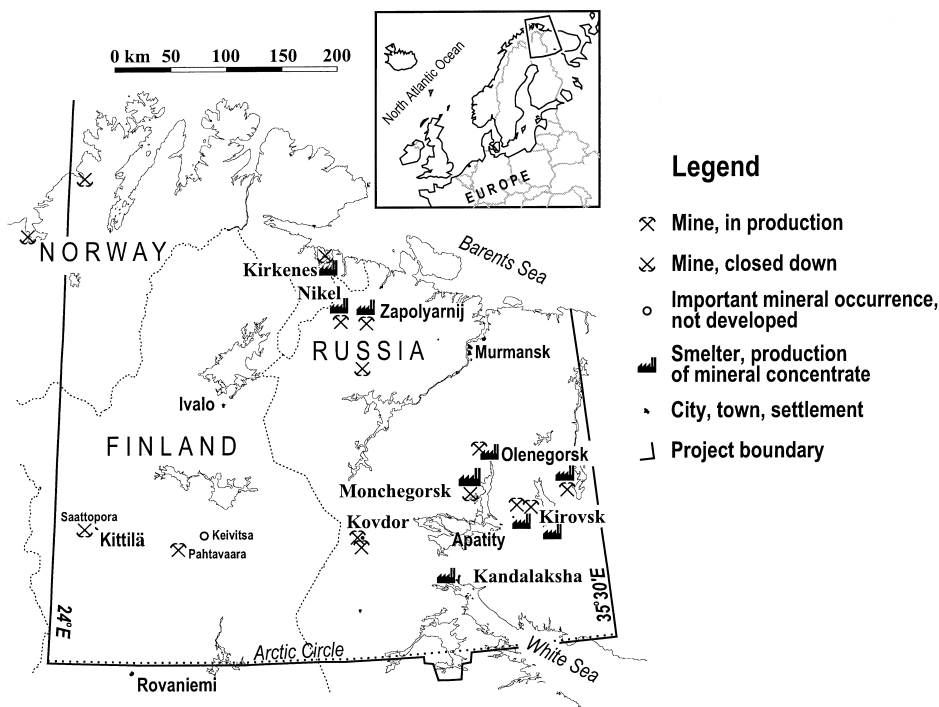 0 km 50 100 150 200
North Atlantic Ocean
EUROPE
Legend
Mine, in production
Mine, closed down
Important mineral occurrence,
not developed
Smelter, production
of mineral concentrate
City, town, settlement
Project boundary
NORWAY
Barents Sea
Kirkenes
Nikel
Zapolyarnij
RUSSIA
Murmansk
Ivalo
FINLAND
Olenegorsk
Monchegorsk
Saattopora
Kittilä
Keivitsa
Pahtavaara
Kovdor
Kirovsk
Apatity
Kandalaksha
24°E
35°30'E
Arctic Circle
White Sea
Rovaniemi